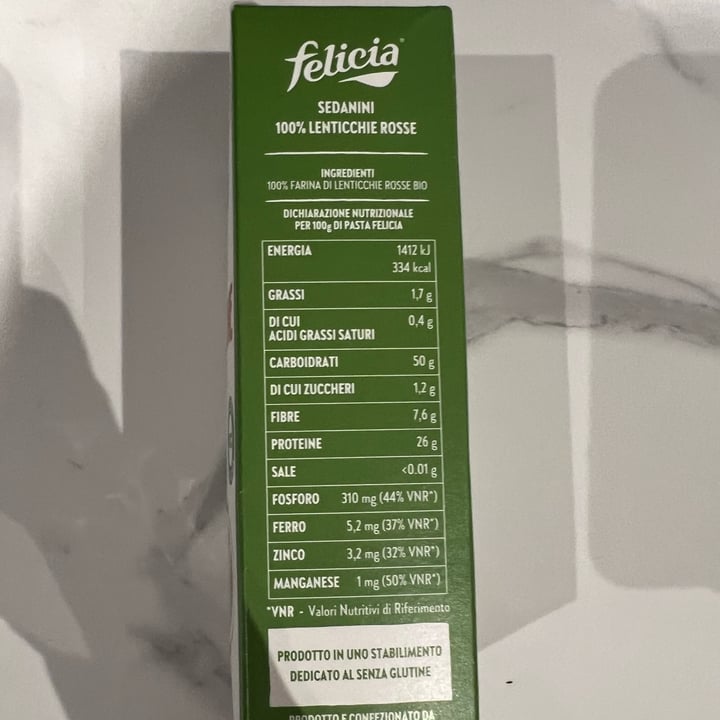 felicia
SEDANINI
100% LENTICCHIE ROSSE
INGREDIENTI
100% FARINA DI LENTICCHIE ROSSE BIO
DICHIARAZIONE NUTRIZIONALE
PER 100g DI PASTA FELICIA
ENERGIA 1412 kJ
334 kcal
GRASSI 1,7 g
DI CUI 0,4 g
ACIDI GRASSI SATURI
CARBOIDRATI 50 g
DI CUI ZUCCHERI 1,2 g
FIBRE 7,6 g
PROTEINE 26 g
SALE <0.01 g
FOSFORO 310 mg (44% VNR*)
FERRO 5,2 mg (37% VNR*)
ZINCO 3,2 mg (32% VNR*)
MANGANESE 1 mg (50% VNR*)
*VNR - Valori Nutritivi di Riferimento
PRODOTTO IN UNO STABILIMENTO
DEDICATO AL SENZA GLUTINE
PRODOTTO E CONFEZIONATO DA